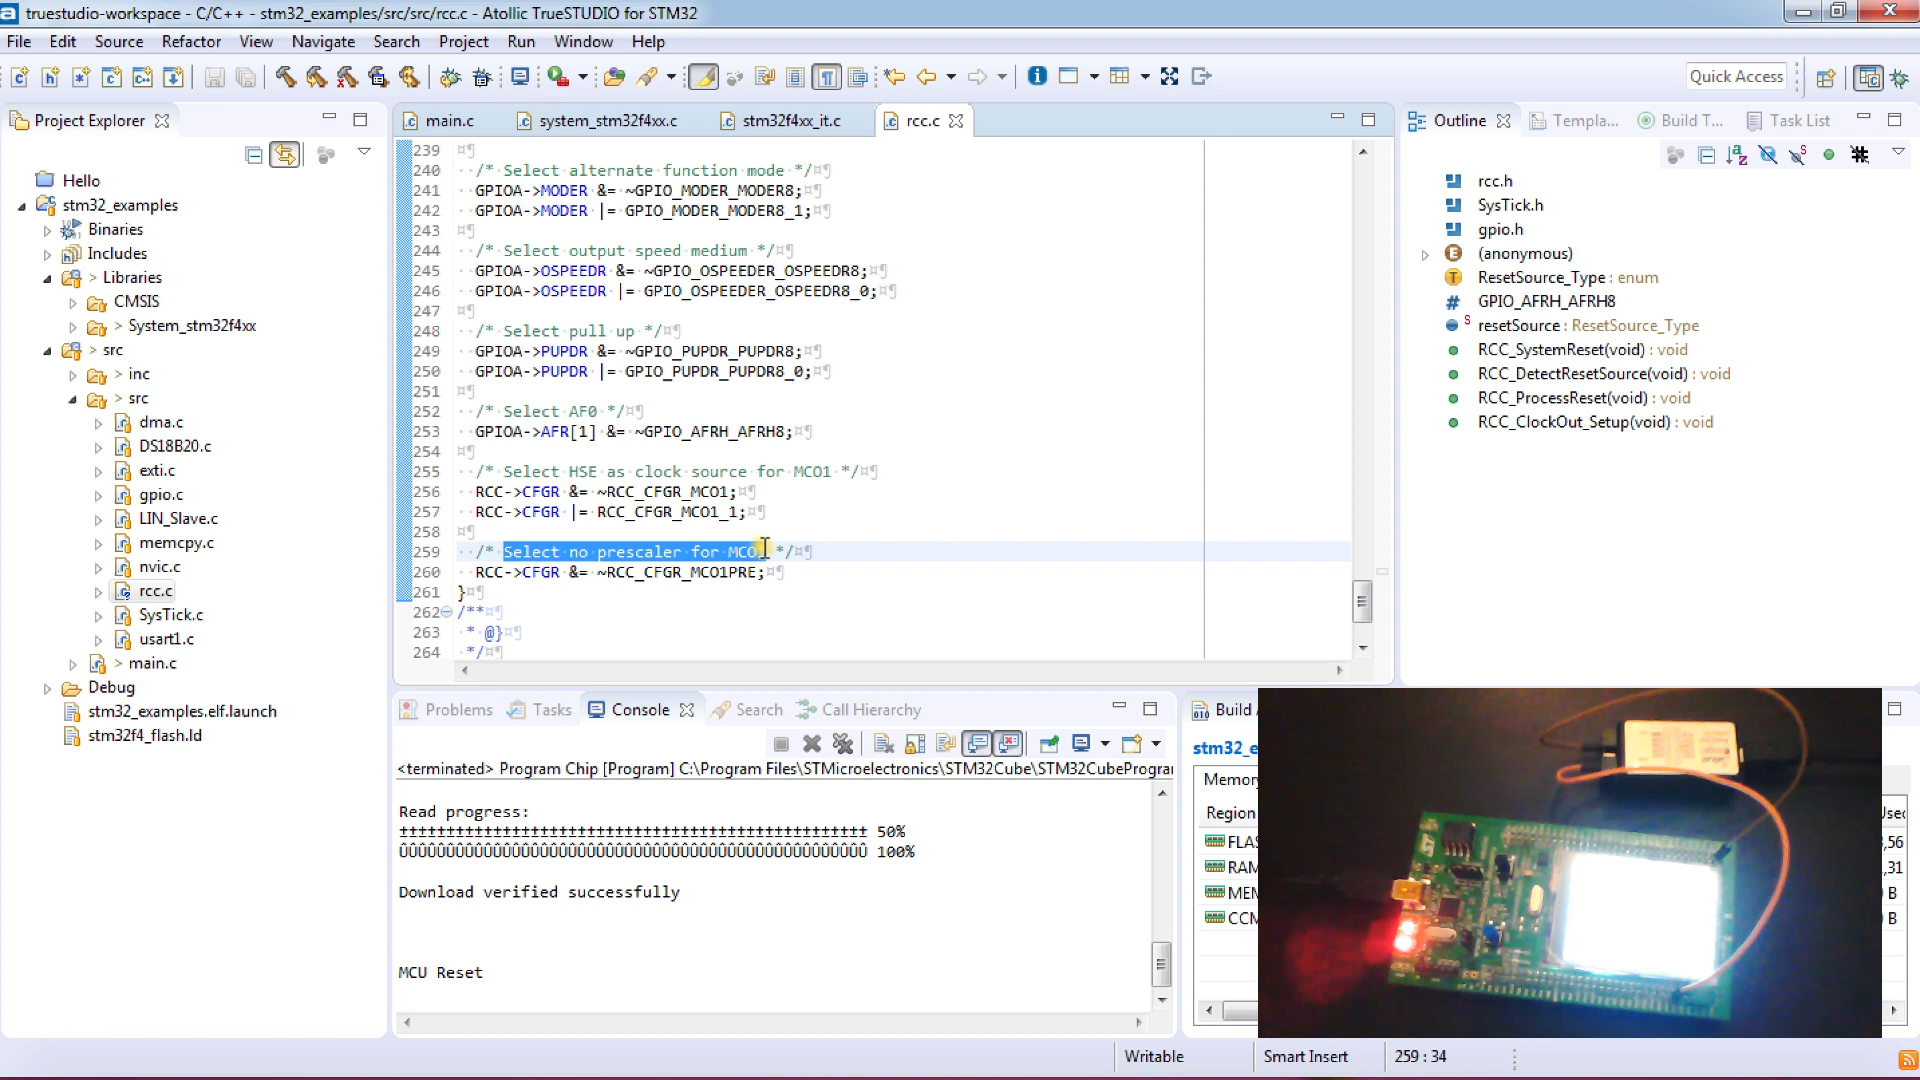 truestudio-workspace - C/C++ - stm32_examples/src/src/rcc.c - Atollic TrueSTUDIO for STM32
File Edit Source Refactor View Navigate Search Project Run Window Help
Quick Access
Project Explorer
Hello
stm32_examples
Binaries
Includes
> Libraries
CMSIS
> System_stm32f4xx
> src
> inc
> src
dma.c
DS18B20.c
exti.c
gpio.c
LIN_Slave.c
memcpy.c
nvic.c
rcc.c
SysTick.c
usart1.c
> main.c
Debug
stm32_examples.elf.launch
stm32f4_flash.ld
main.c system_stm32f4xx.c stm32f4xx_it.c rcc.c
239
240 /* Select alternate function mode */
241 GPIOA->MODER &= ~GPIO_MODER_MODER8;
242 GPIOA->MODER |= GPIO_MODER_MODER8_1;
243
244 /* Select output speed medium */
245 GPIOA->OSPEEDR &= ~GPIO_OSPEEDER_OSPEEDR8;
246 GPIOA->OSPEEDR |= GPIO_OSPEEDER_OSPEEDR8_0;
247
248 /* Select pull up */
249 GPIOA->PUPDR &= ~GPIO_PUPDR_PUPDR8;
250 GPIOA->PUPDR |= GPIO_PUPDR_PUPDR8_0;
251
252 /* Select AF0 */
253 GPIOA->AFR[1] &= ~GPIO_AFRH_AFRH8;
254
255 /* Select HSE as clock source for MCO1 */
256 RCC->CFGR &= ~RCC_CFGR_MCO1;
257 RCC->CFGR |= RCC_CFGR_MCO1_1;
258
259 /* Select no prescaler for MCO1 */
260 RCC->CFGR &= ~RCC_CFGR_MCO1PRE;
261 }
262 /**
263 * @}
264 */
Outline Templa... Build T... Task List
rcc.h
SysTick.h
gpio.h
(anonymous)
ResetSource_Type : enum
GPIO_AFRH_AFRH8
resetSource : ResetSource_Type
RCC_SystemReset(void) : void
RCC_DetectResetSource(void) : void
RCC_ProcessReset(void) : void
RCC_ClockOut_Setup(void) : void
Problems Tasks Console Search Call Hierarchy
<terminated> Program Chip [Program] C:\Program Files\STMicroelectronics\STM32Cube\STM32CubeProgra
Read progress:
±±±±±±±±±±±±±±±±±±±±±±±±±±±±±±±±±±±±±±±±±±±±±±±±±± 50%
ÛÛÛÛÛÛÛÛÛÛÛÛÛÛÛÛÛÛÛÛÛÛÛÛÛÛÛÛÛÛÛÛÛÛÛÛÛÛÛÛÛÛÛÛÛÛÛÛÛÛ 100%
Download verified successfully
MCU Reset
Build
stm32_e
Memory
Region
FLAS ,56
RAM ,31
MEM B
CCM B
Writable Smart Insert 259 : 34